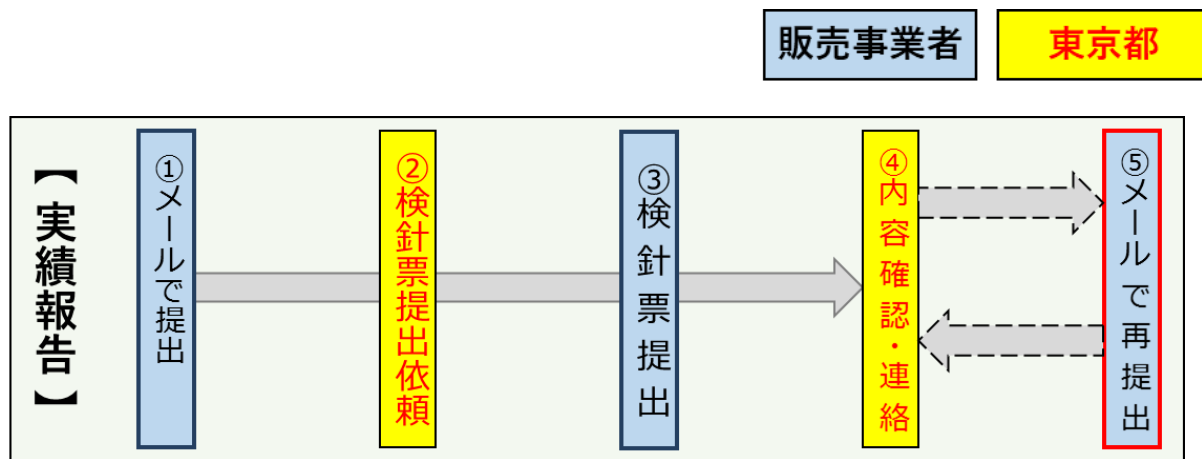 販売事業者
東京都
【実績報告】
①メールで提出
②検針票提出依頼
③検針票提出
④内容確認・連絡
⑤メールで再提出